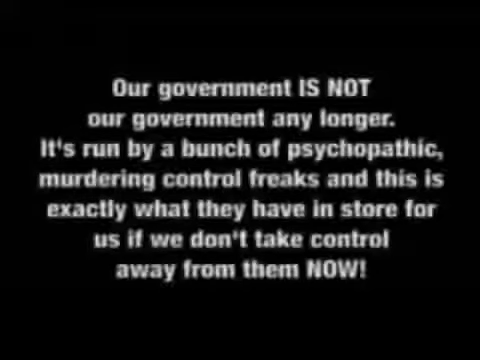 Our government IS NOT
our government any longer.
It's run by a bunch of psychopathic,
murdering control freaks and this is
exactly what they have in store for
us if we don't take control
away from them NOW!